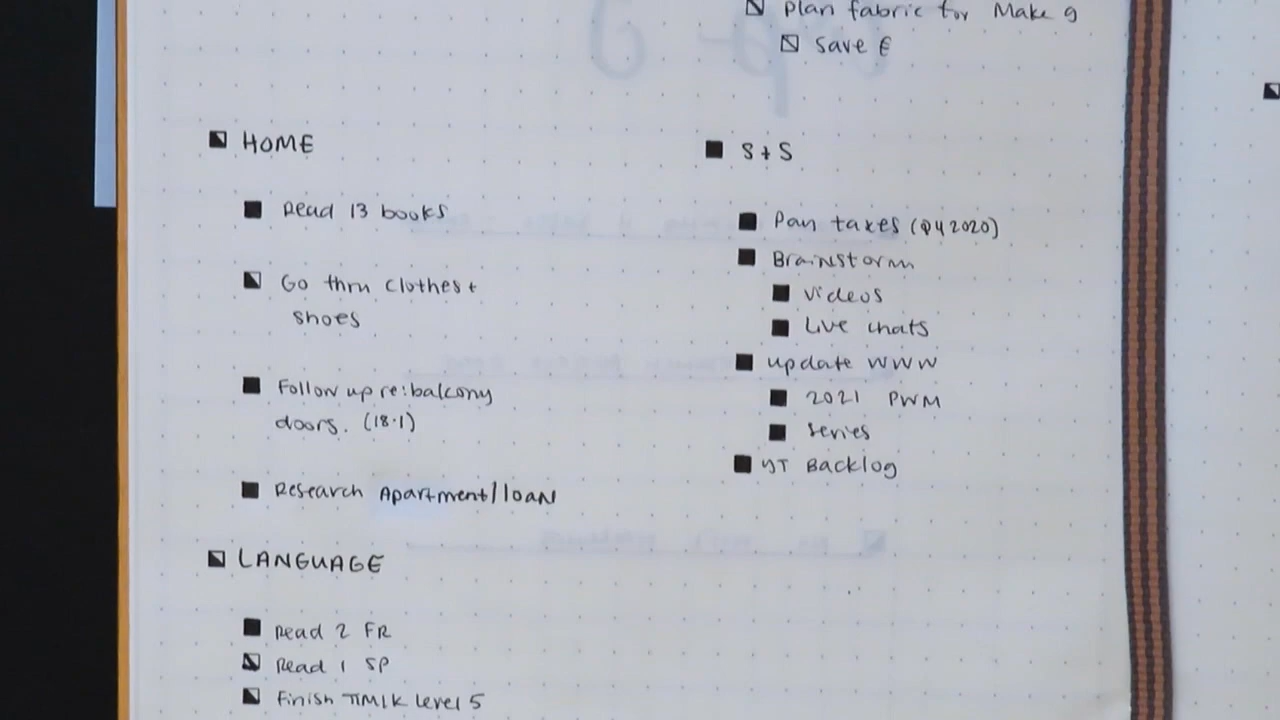 Plan fabric for Make 9
Save €
HOME
Read 13 books
Go thru clothes +
shoes
Follow up re: balcony
doors. (18.1)
Research Apartment/loan
LANGUAGE
Read 2 FR
Read 1 SP
Finish TTMIK Level 5
S + S
Pay taxes (Q4 2020)
Brainstorm
Videos
Live chats
update WWW
2021 PWM
Series
YT Backlog